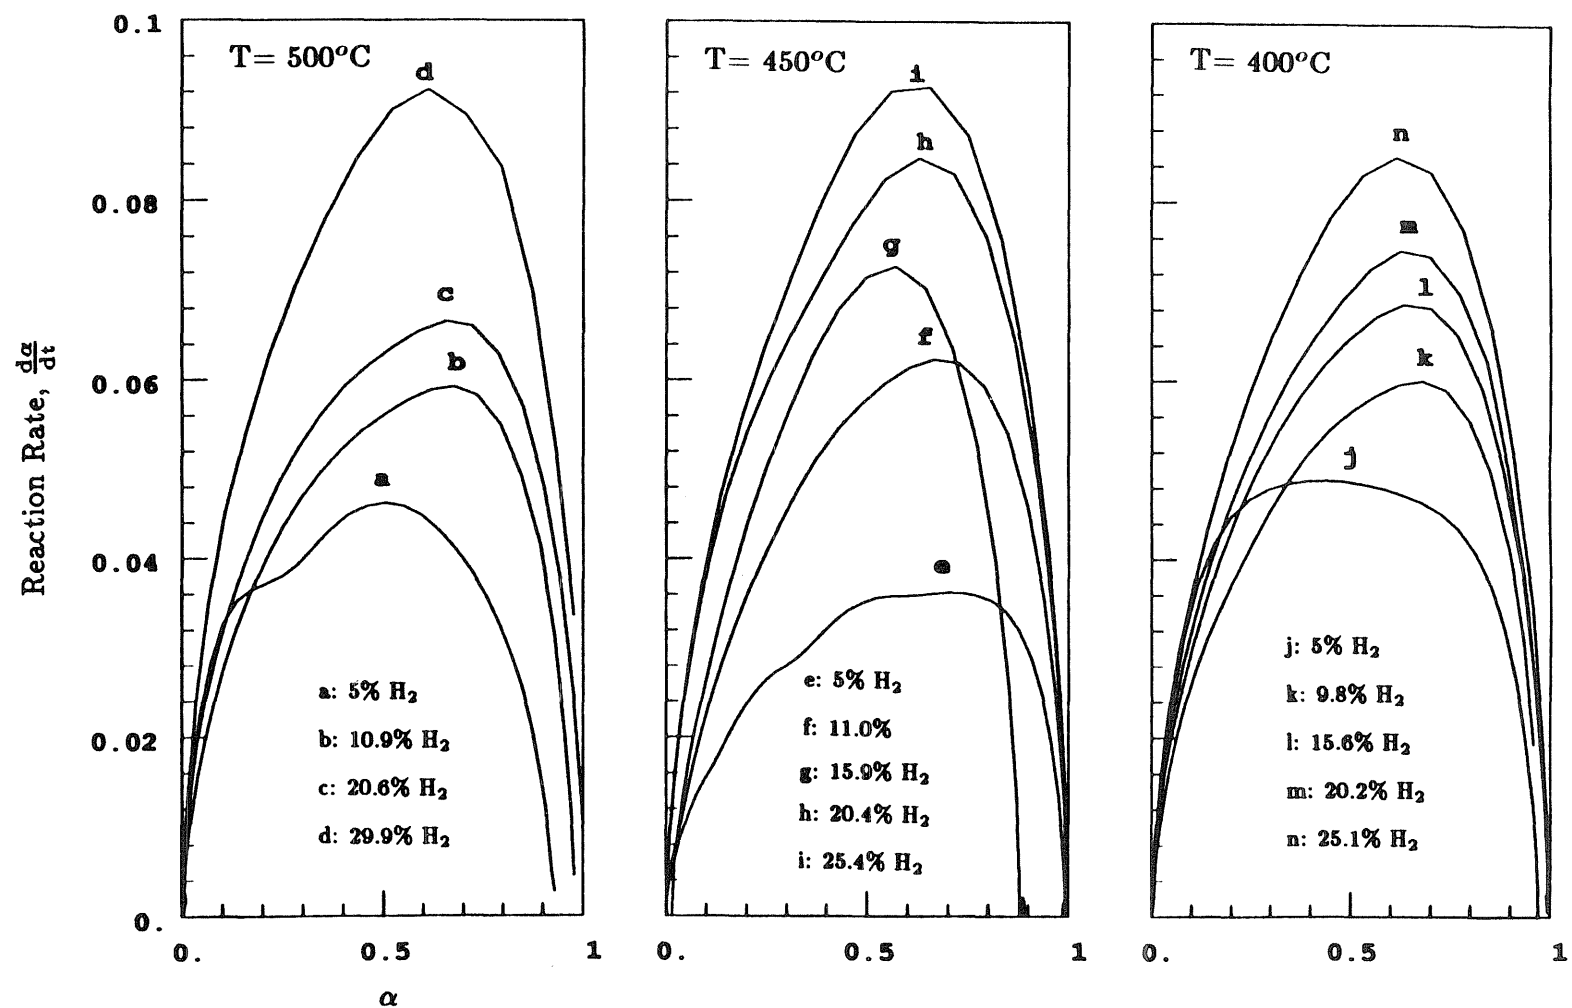 T= 500°C
T= 450°C
T= 400°C
0.1
0.08
0.06
0.04
0.02
0.
Reaction Rate, dα/dt
d
c
b
a
a: 5% H₂
b: 10.9% H₂
c: 20.6% H₂
d: 29.9% H₂
0.
0.5
1
α
i
h
g
f
e
e: 5% H₂
f: 11.0%
g: 15.9% H₂
h: 20.4% H₂
i: 25.4% H₂
0.
0.5
1
n
m
l
k
j
j: 5% H₂
k: 9.8% H₂
l: 15.6% H₂
m: 20.2% H₂
n: 25.1% H₂
0.
0.5
1